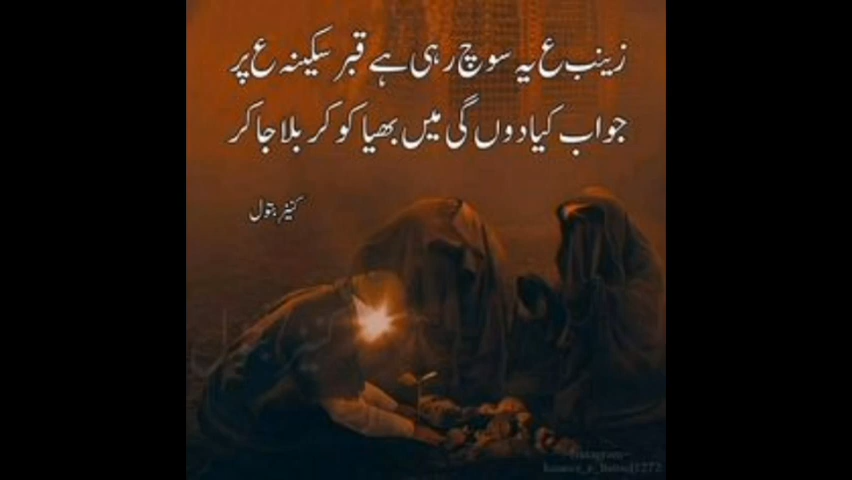 زینب ع یہ سوچ رہی ہے قبر سکینہ ع پر
جواب کیا دوں گی میں بھیا کو کربلا جا کر
کنیز بتول